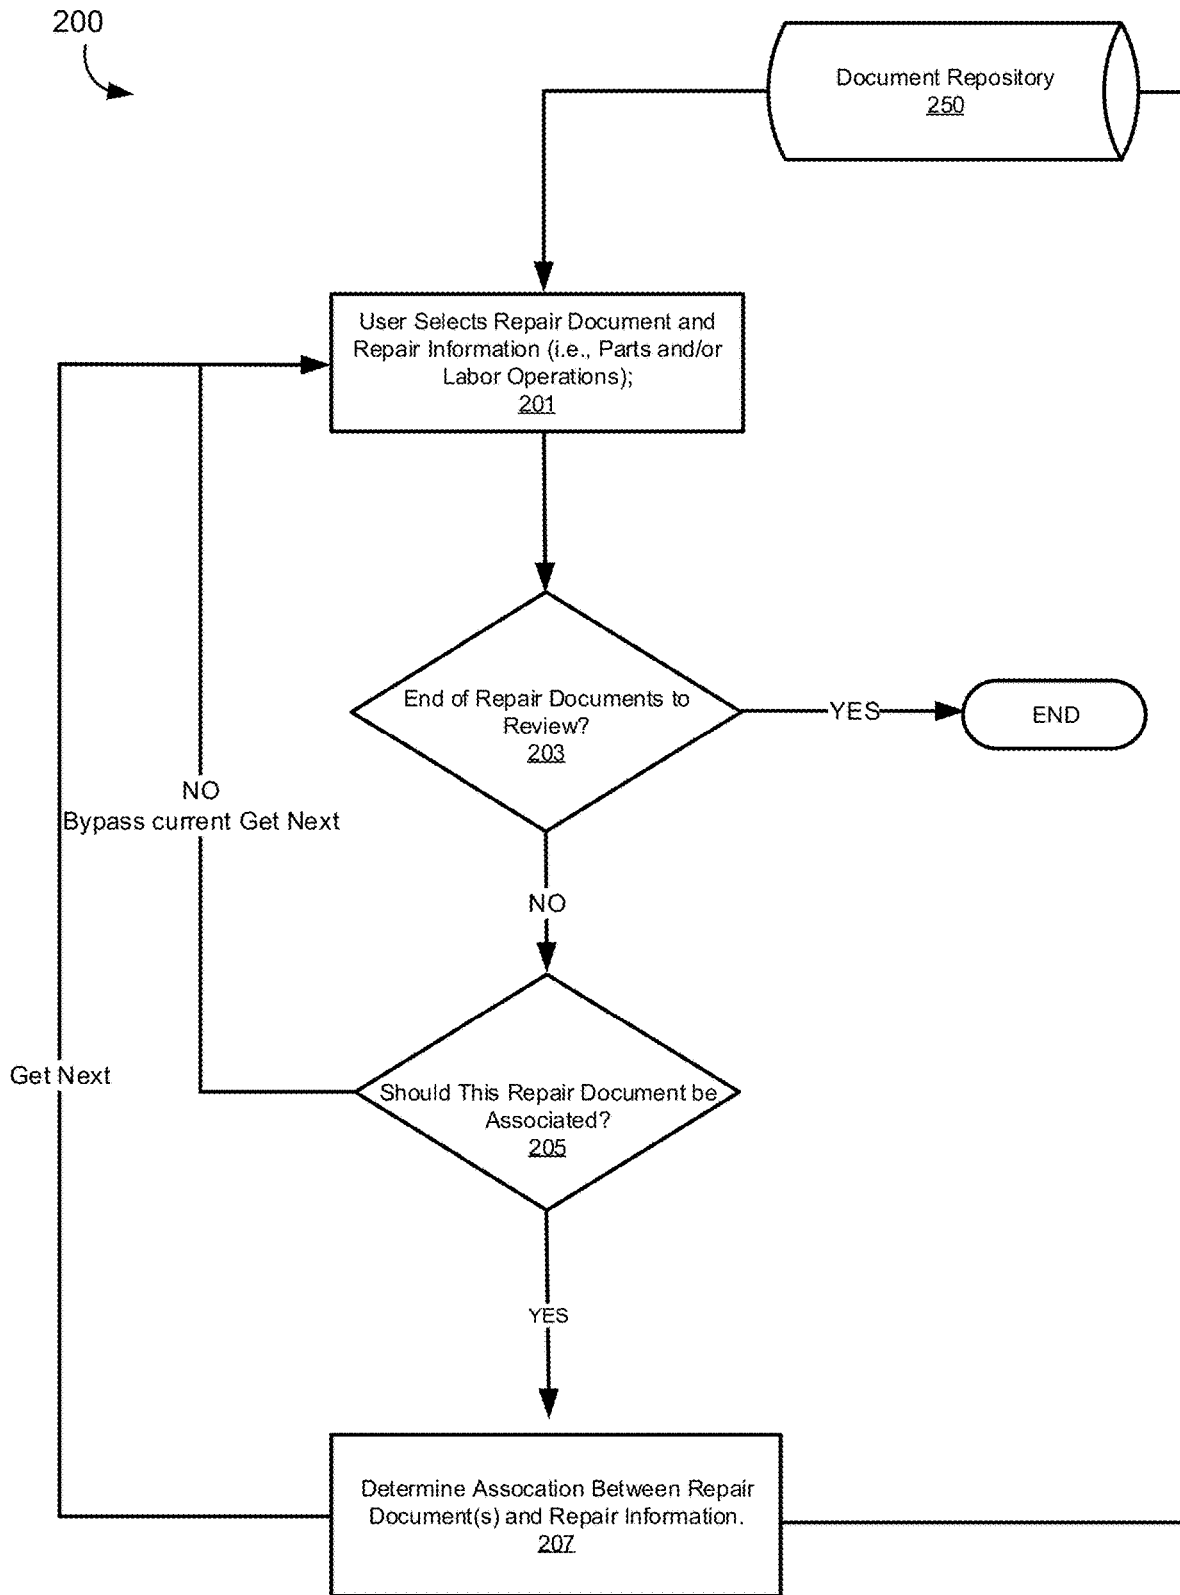 200
Document Repository
250
User Selects Repair Document and
Repair Information (i.e., Parts and/or
Labor Operations);
201
End of Repair Documents to
Review?
203
YES
END
NO
Bypass current Get Next
NO
Get Next
Should This Repair Document be
Associated?
205
YES
Determine Assocation Between Repair
Document(s) and Repair Information.
207